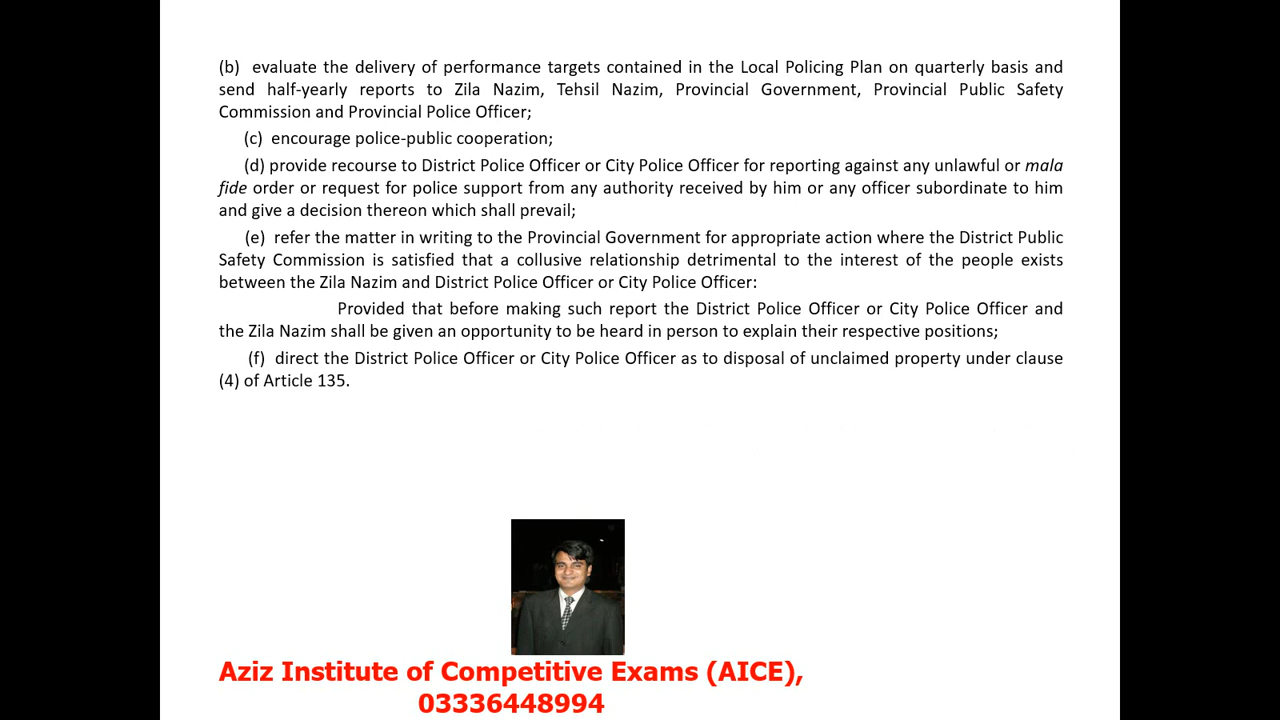 (b) evaluate the delivery of performance targets contained in the Local Policing Plan on quarterly basis and
send half-yearly reports to Zila Nazim, Tehsil Nazim, Provincial Government, Provincial Public Safety
Commission and Provincial Police Officer;
(c) encourage police-public cooperation;
(d) provide recourse to District Police Officer or City Police Officer for reporting against any unlawful or mala
fide order or request for police support from any authority received by him or any officer subordinate to him
and give a decision thereon which shall prevail;
(e) refer the matter in writing to the Provincial Government for appropriate action where the District Public
Safety Commission is satisfied that a collusive relationship detrimental to the interest of the people exists
between the Zila Nazim and District Police Officer or City Police Officer:
Provided that before making such report the District Police Officer or City Police Officer and
the Zila Nazim shall be given an opportunity to be heard in person to explain their respective positions;
(f) direct the District Police Officer or City Police Officer as to disposal of unclaimed property under clause
(4) of Article 135.
Aziz Institute of Competitive Exams (AICE),
03336448994